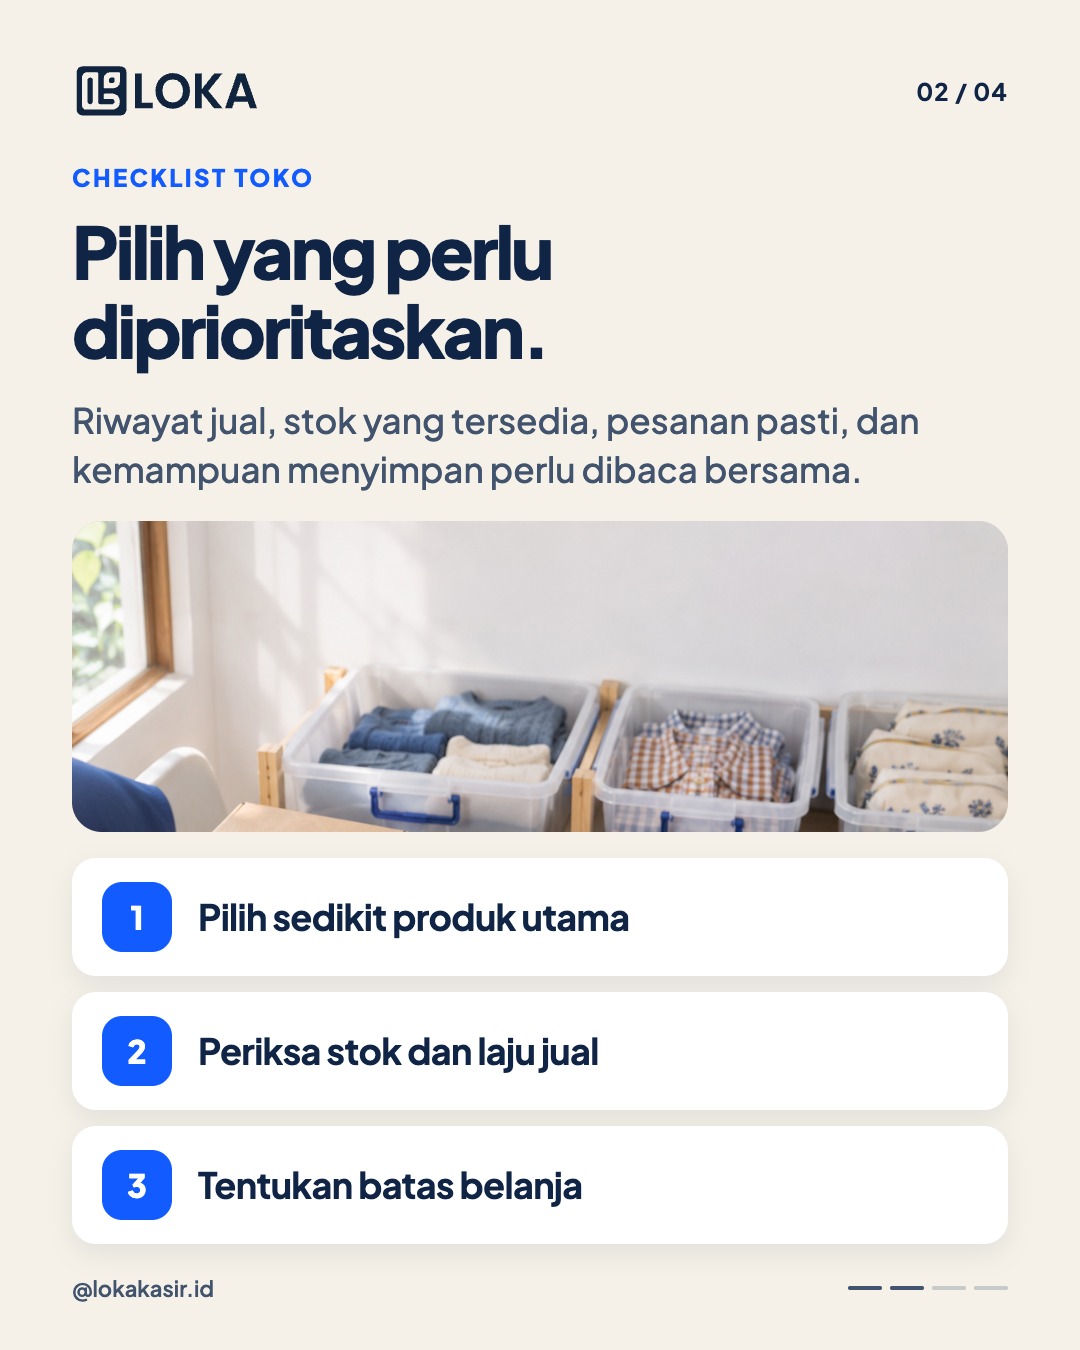 LOKA
02 / 04
CHECKLIST TOKO
Pilih yang perlu
diprioritaskan.
Riwayat jual, stok yang tersedia, pesanan pasti, dan
kemampuan menyimpan perlu dibaca bersama.
1 Pilih sedikit produk utama
2 Periksa stok dan laju jual
3 Tentukan batas belanja
@lokakasir.id